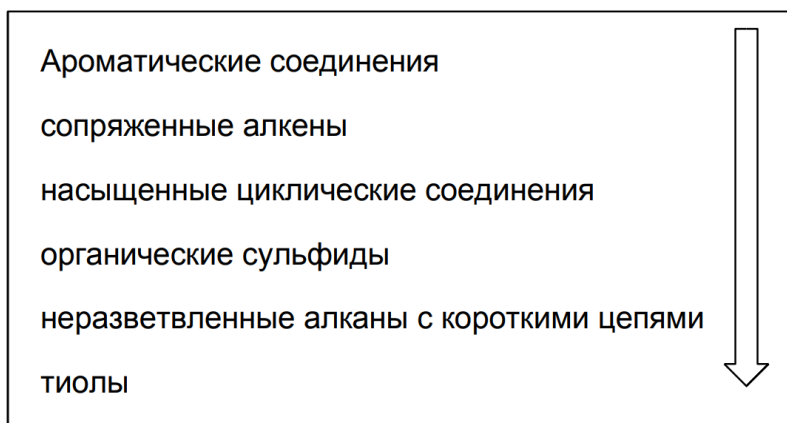 Ароматические соединения
сопряженные алкены
насыщенные циклические соединения
органические сульфиды
неразветвленные алканы с короткими цепями
тиолы